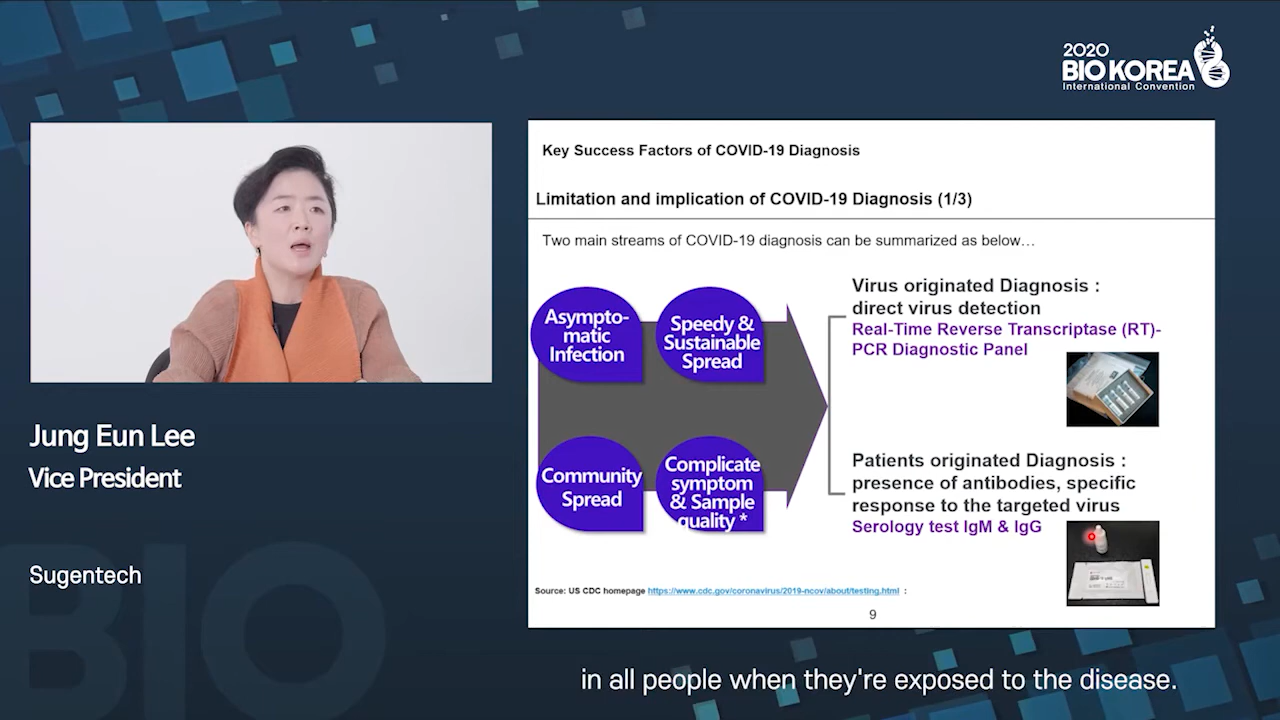 2020
BIO KOREA
International Convention
Key Success Factors of COVID-19 Diagnosis
Limitation and implication of COVID-19 Diagnosis (1/3)
Two main streams of COVID-19 diagnosis can be summarized as below…
Asympto-
matic
Infection
Speedy &
Sustainable
Spread
Community
Spread
Complicate
symptom
& Sample
quality *
Virus originated Diagnosis :
direct virus detection
Real-Time Reverse Transcriptase (RT)-
PCR Diagnostic Panel
Patients originated Diagnosis :
presence of antibodies, specific
response to the targeted virus
Serology test IgM & IgG
Source: US CDC homepage https://www.cdc.gov/coronavirus/2019-ncov/about/testing.html :
9
Jung Eun Lee
Vice President
Sugentech
BIO
in all people when they're exposed to the disease.